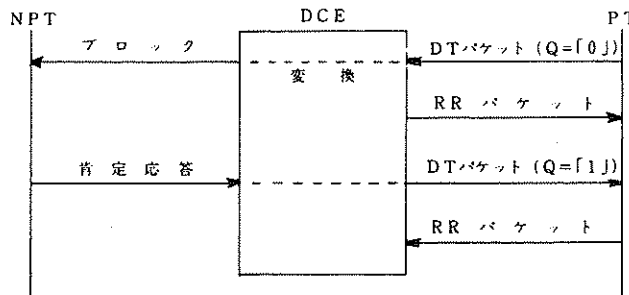 NPT DCE PT
ブロック DTパケット(Q=「0」)
変換
RRパケット
肯定応答 DTパケット(Q=「1」)
RRパケット